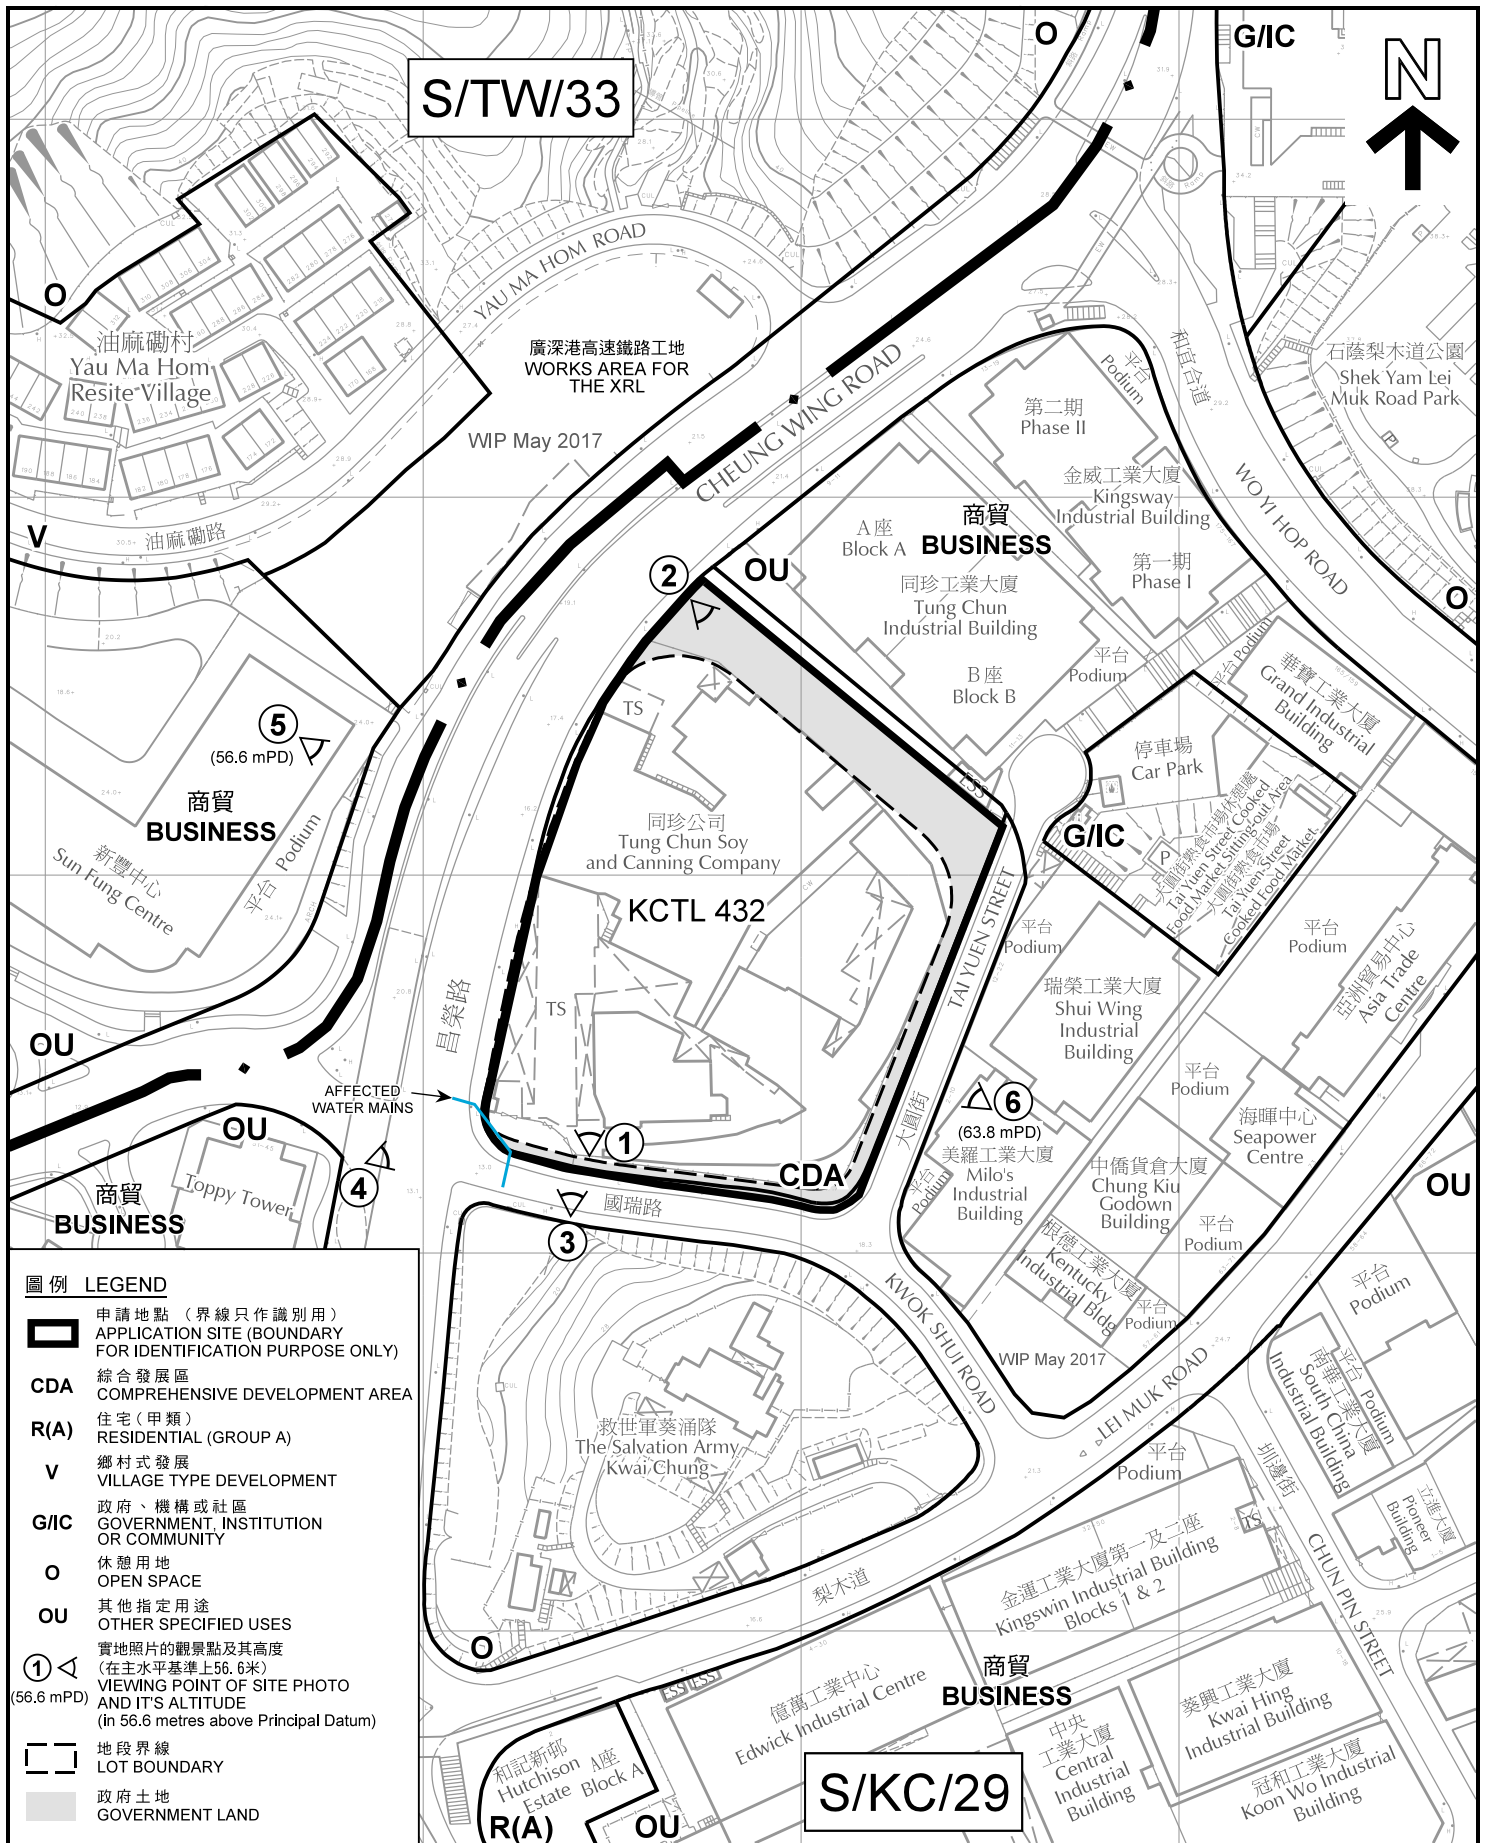 S/TW/33
O
G/IC
N
YAU MA HOM ROAD
O
油麻磡村
Yau Ma Hom
Resite Village
廣深港高速鐵路工地
WORKS AREA FOR
THE XRL
WIP May 2017
CHEUNG WING ROAD
平台
Podium
和宜合道
石蔭梨木道公園
Shek Yam Lei
Muk Road Park
P
第二期
Phase II
金威工業大廈
Kingsway
Industrial Building
第一期
Phase I
WO YI HOP ROAD
V
油麻磡路
A座
Block A
商貿
BUSINESS
2
OU
同珍工業大廈
Tung Chun
Industrial Building
B座
Block B
平台
Podium
平台 Podium
O
華寶工業大廈
Grand Industrial
Building
5
(56.6 mPD)
TS
停車場
Car Park
ESS
商貿
BUSINESS
新豐中心
Sun Fung Centre
平台 Podium
同珍公司
Tung Chun Soy
and Canning Company
KCTL 432
G/IC
P
大圓街熟食市場休憩處
Tai Yuen Street Cooked
Food Market Sitting-out Area
大圓街熟食市場
Tai Yuen Street
Cooked Food Market
TAI YUEN STREET
平台
Podium
平台
Podium
亞洲貿易中心
Asia Trade
Centre
瑞榮工業大廈
Shui Wing
Industrial
Building
昌榮路
TS
OU
AFFECTED
WATER MAINS
OU
1
CDA
大圓街
6
(63.8 mPD)
平台
Podium
海暉中心
Seapower
Centre
美羅工業大廈
Milo's
Industrial
Building
平台
Podium
中僑貨倉大廈
Chung Kiu
Godown
Building
平台
Podium
OU
商貿
BUSINESS
Toppy Tower
4
3
國瑞路
根德工業大廈
Kentucky
Industrial Bldg
平台
Podium
平台
Podium
KWOK SHUI ROAD
WIP May 2017
LEI MUK ROAD
南華工業大廈
South China
Industrial Building
平台 Podium
救世軍葵涌隊
The Salvation Army
Kwai Chung
平台
Podium
圳邊街
立進大廈
Pioneer
Building
TS
CHUN PIN STREET
金運工業大廈第一及二座
Kingswin Industrial Building
Blocks 1 & 2
梨木道
O
ESS
ESS
億萬工業中心
Edwick Industrial Centre
商貿
BUSINESS
葵興工業大廈
Kwai Hing
Industrial Building
中央
工業大廈
Central
Industrial
Building
冠和工業大廈
Koon Wo Industrial
Building
和記新邨
Hutchison
Estate
A座
Block A
R(A)
OU
S/KC/29
圖例 LEGEND
申請地點 （界線只作識別用）
APPLICATION SITE (BOUNDARY
FOR IDENTIFICATION PURPOSE ONLY)
CDA
綜合發展區
COMPREHENSIVE DEVELOPMENT AREA
R(A)
住宅（甲類）
RESIDENTIAL (GROUP A)
V
鄉村式發展
VILLAGE TYPE DEVELOPMENT
G/IC
政府、機構或社區
GOVERNMENT, INSTITUTION
OR COMMUNITY
O
休憩用地
OPEN SPACE
OU
其他指定用途
OTHER SPECIFIED USES
1
(56.6 mPD)
實地照片的觀景點及其高度
（在主水平基準上56.6米）
VIEWING POINT OF SITE PHOTO
AND IT'S ALTITUDE
(in 56.6 metres above Principal Datum)
地段界線
LOT BOUNDARY
政府土地
GOVERNMENT LAND